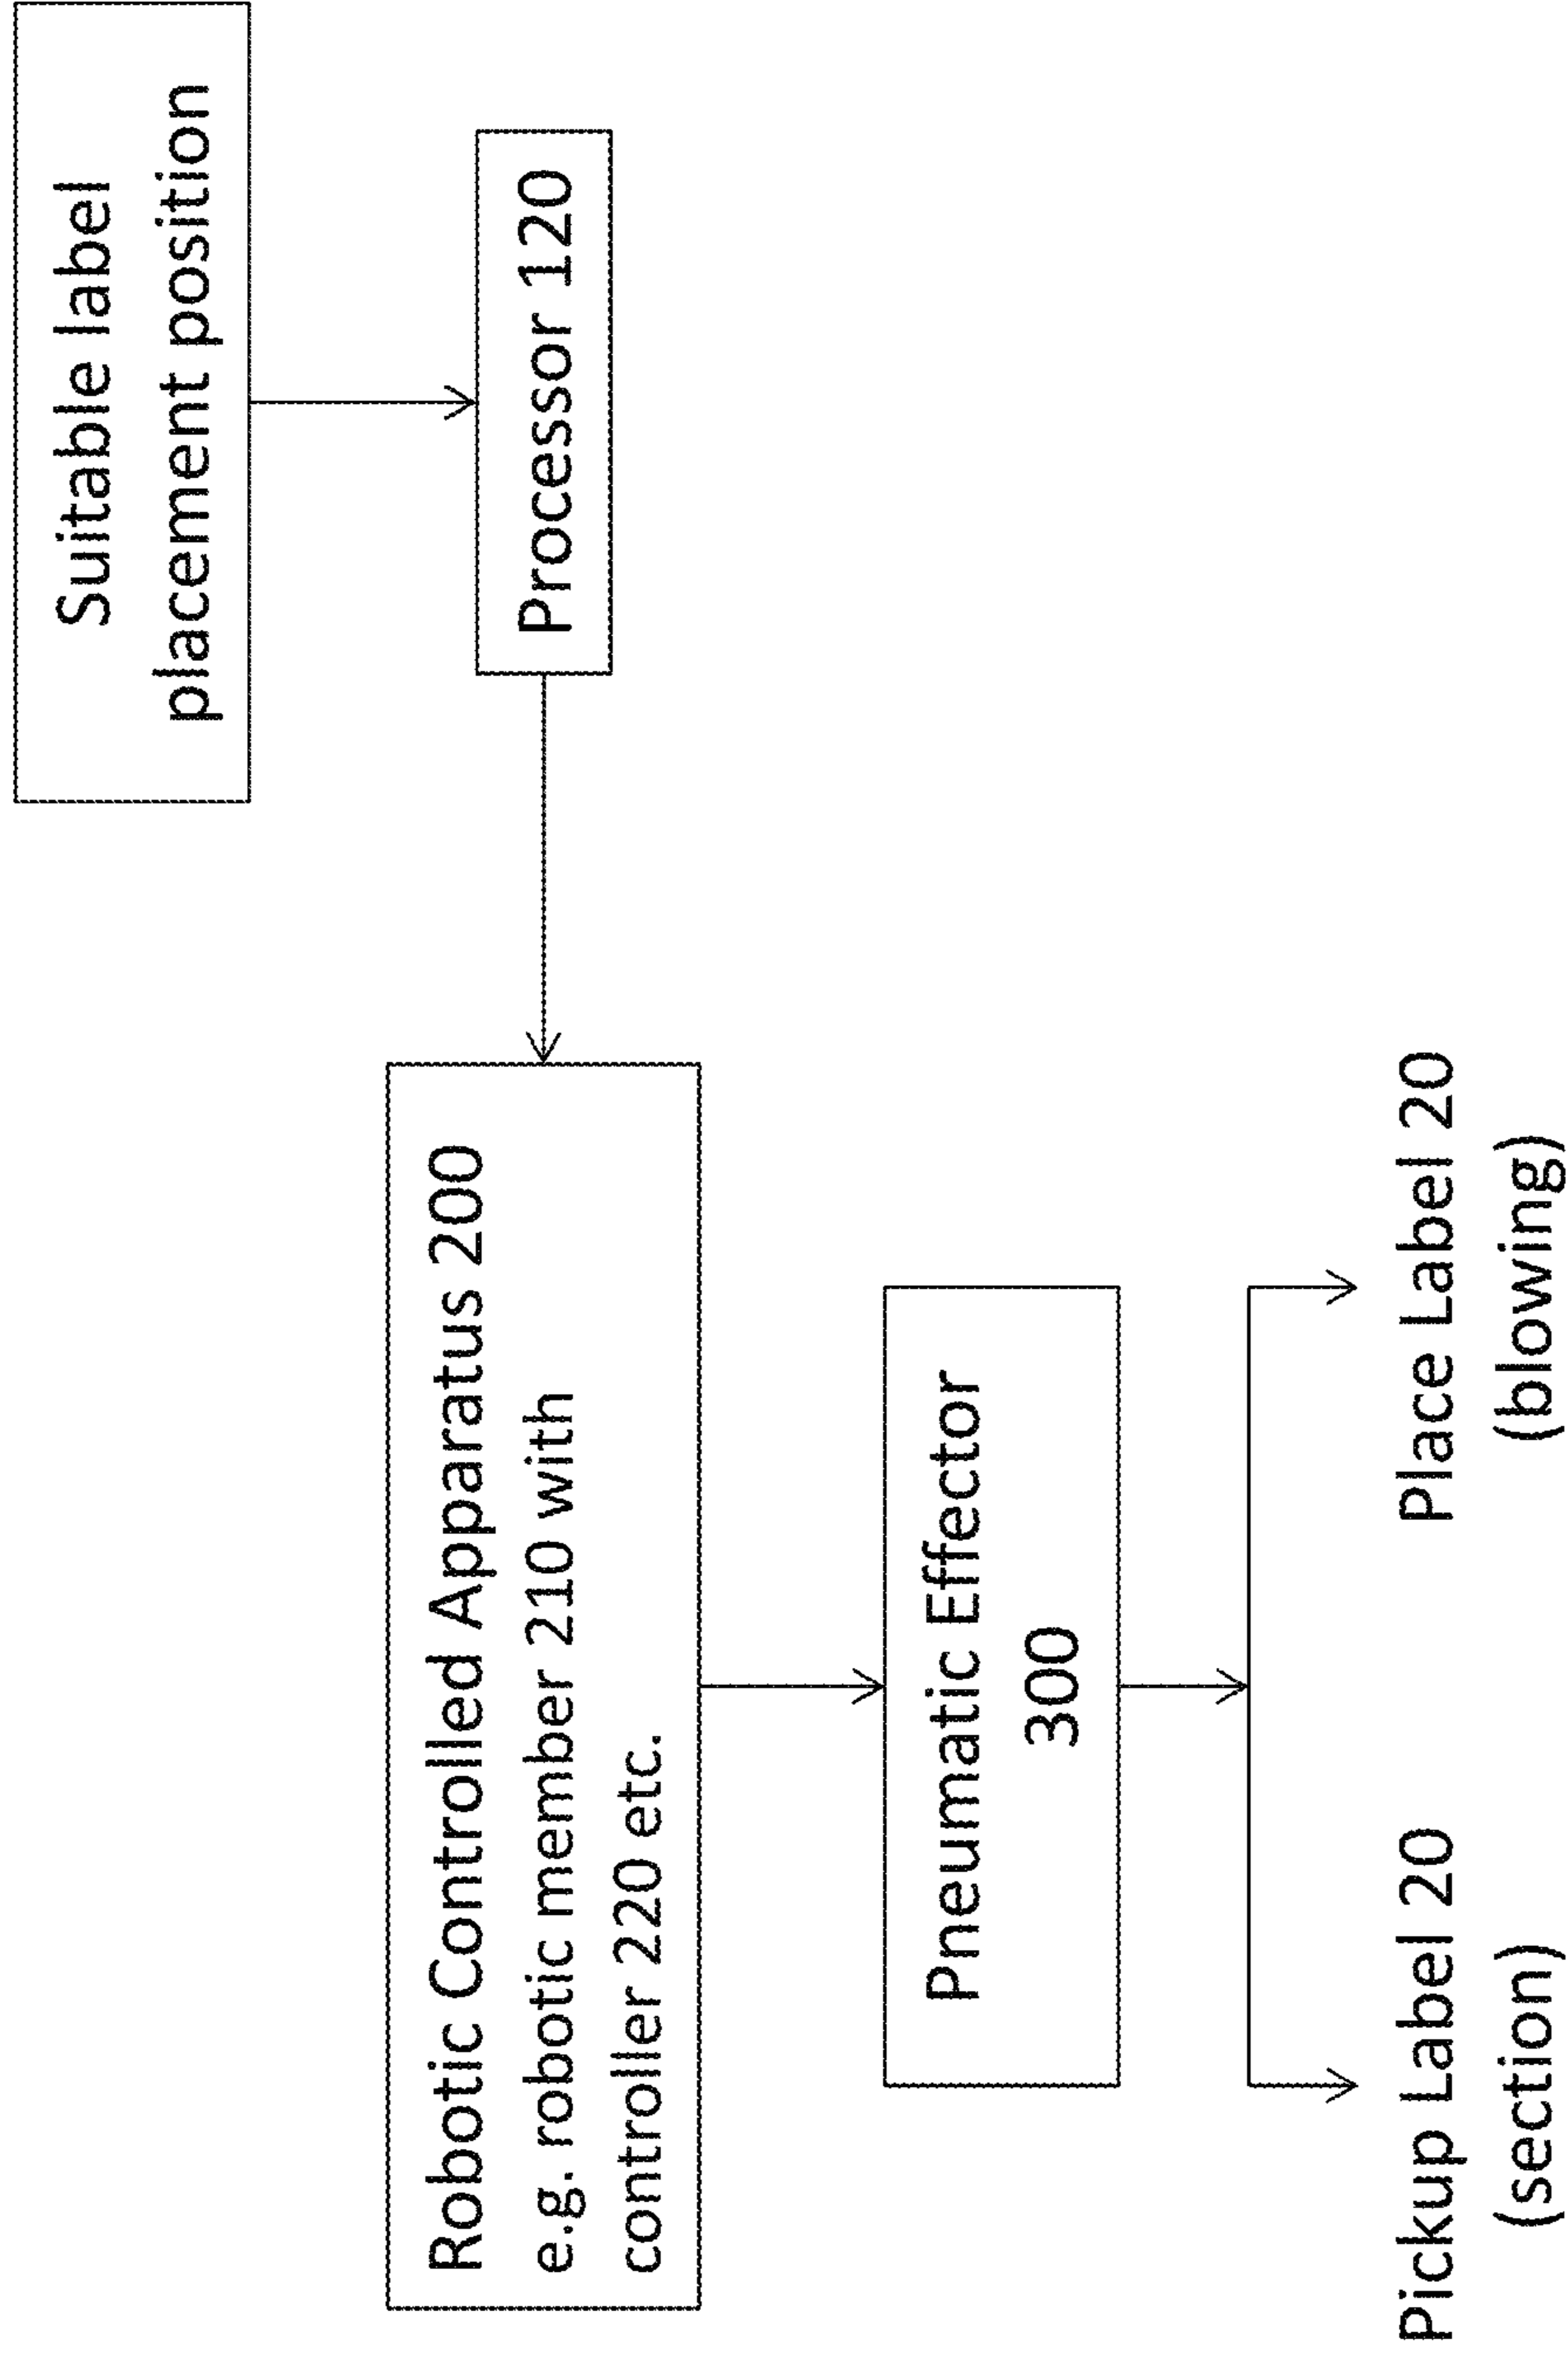 Suitable label
placement position
Processor 120
Robotic Controlled Apparatus 200
e.g. robotic member 210 with
controller 220 etc.
Pneumatic Effector
300
Pickup Label 20
(section)
Place Label 20
(blowing)